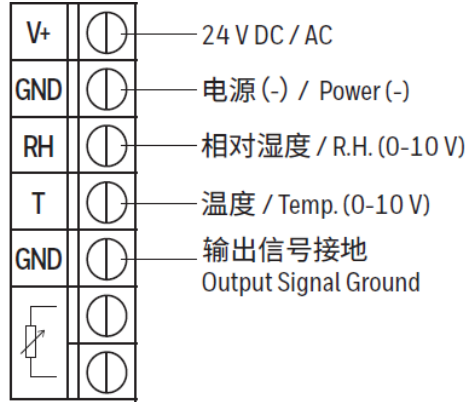 V+ 24 V DC / AC
GND 电源(-) / Power (-)
RH 相对湿度 / R.H. (0-10 V)
T 温度 / Temp. (0-10 V)
GND 输出信号接地
Output Signal Ground